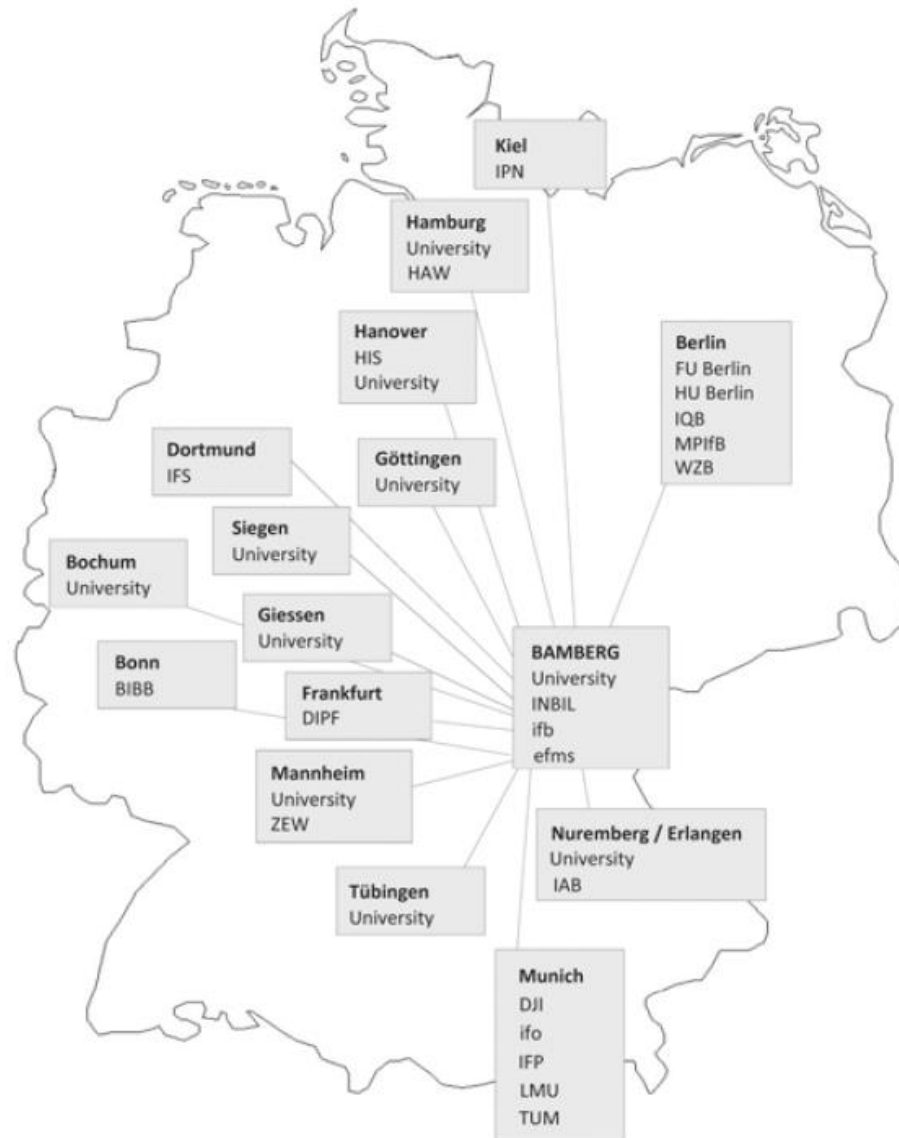 Kiel
IPN
Hamburg
University
HAW
Hanover
HIS
University
Berlin
FU Berlin
HU Berlin
IQB
MPIfB
WZB
Dortmund
IFS
Göttingen
University
Siegen
University
Bochum
University
Giessen
University
Bonn
BIBB
Frankfurt
DIPF
BAMBERG
University
INBIL
ifb
efms
Mannheim
University
ZEW
Nuremberg / Erlangen
University
IAB
Tübingen
University
Munich
DJI
ifo
IFP
LMU
TUM